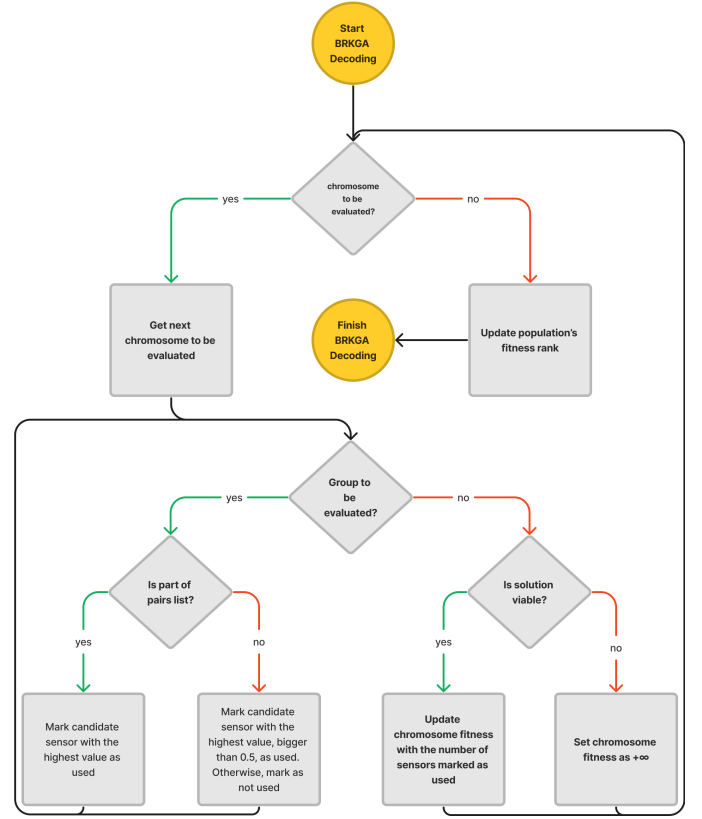 Start
BRKGA
Decoding
chromosome
to be
evaluated?
yes
no
Get next
chromosome to be
evaluated
Finish
BRKGA
Decoding
Update population's
fitness rank
Group to
be
evaluated?
yes
no
Is part of
pairs list?
Is solution
viable?
yes
no
yes
no
Mark candidate
sensor with the
highest value as
used
Mark candidate
sensor with the
highest value, bigger
than 0.5, as used.
Otherwise, mark as
not used
Update
chromosome fitness
with the number of
sensors marked as
used
Set chromosome
fitness as +∞